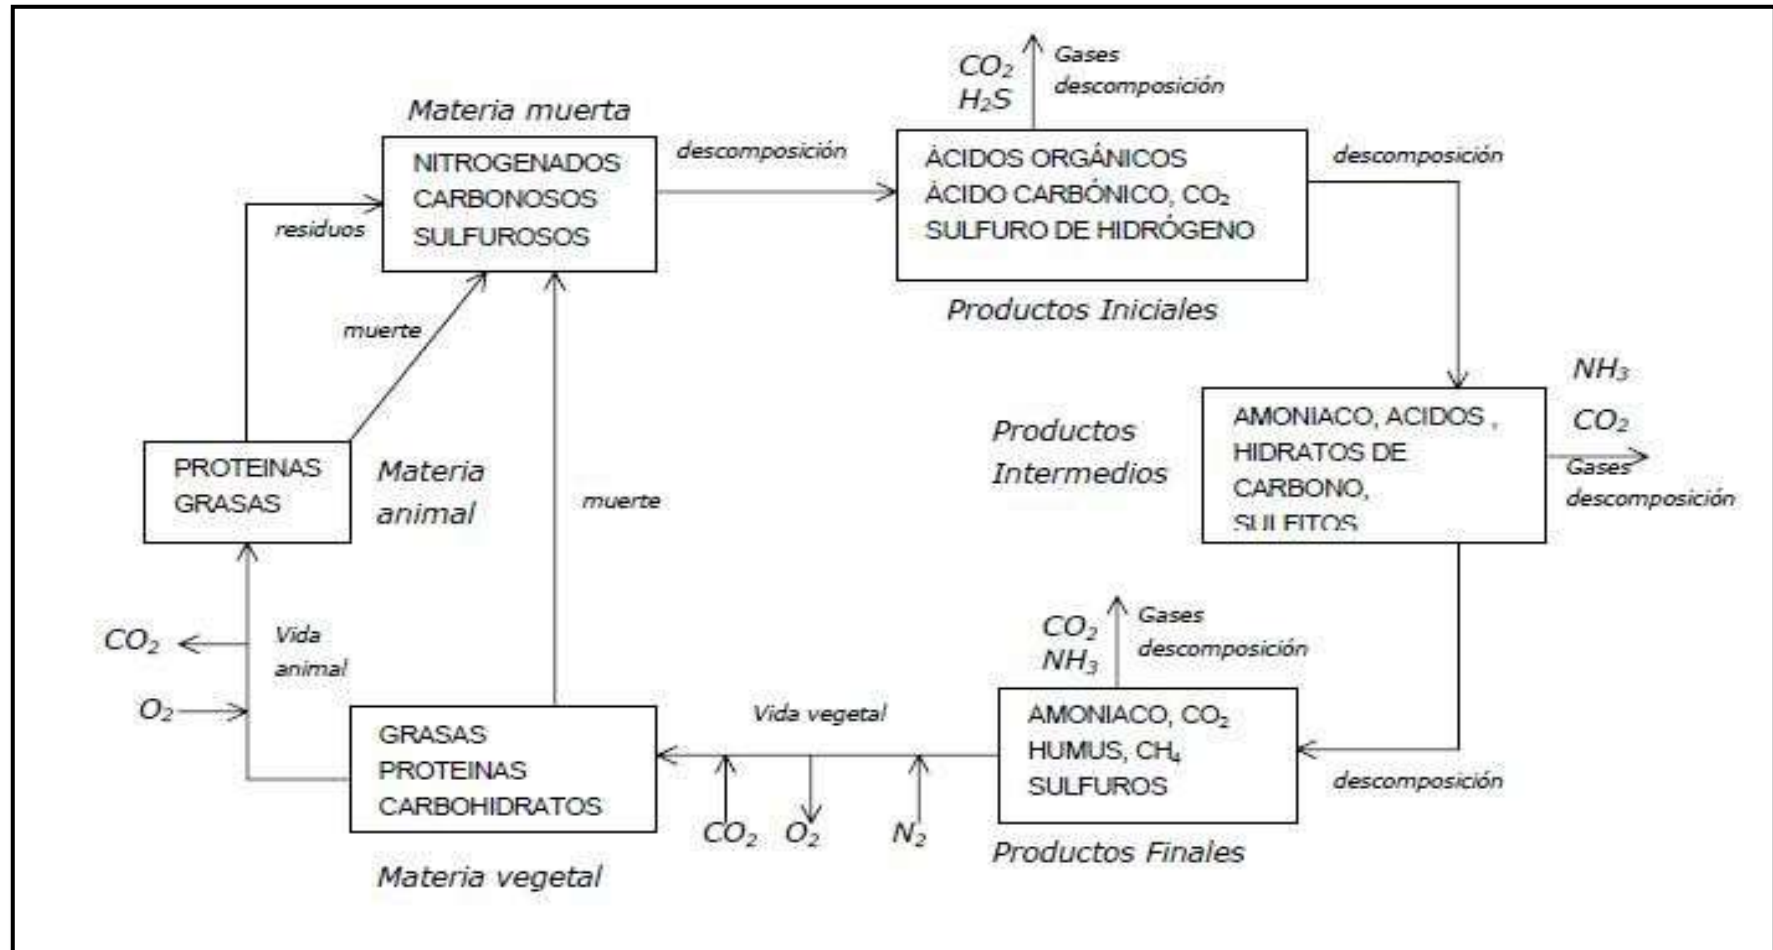 Materia muerta
NITROGENADOS
CARBONOSOS
SULFUROSOS
descomposición
CO₂
H₂S
Gases
descomposición
ÀCIDOS ORGÁNICOS
ÀCIDO CARBÓNICO, CO₂
SULFURO DE HIDRÓGENO
Productos Iniciales
descomposición
residuos
muerte
muerte
PROTEINAS
GRASAS
Materia
animal
Productos
Intermedios
AMONIACO, ACIDOS ,
HIDRATOS DE
CARBONO,
SULFITOS
NH₃
CO₂
Gases
descomposición
CO₂
O₂
Vida
animal
GRASAS
PROTEINAS
CARBOHIDRATOS
Materia vegetal
Vida vegetal
CO₂ O₂ N₂
CO₂
NH₃
Gases
descomposición
AMONIACO, CO₂
HUMUS, CH₄
SULFUROS
Productos Finales
descomposición